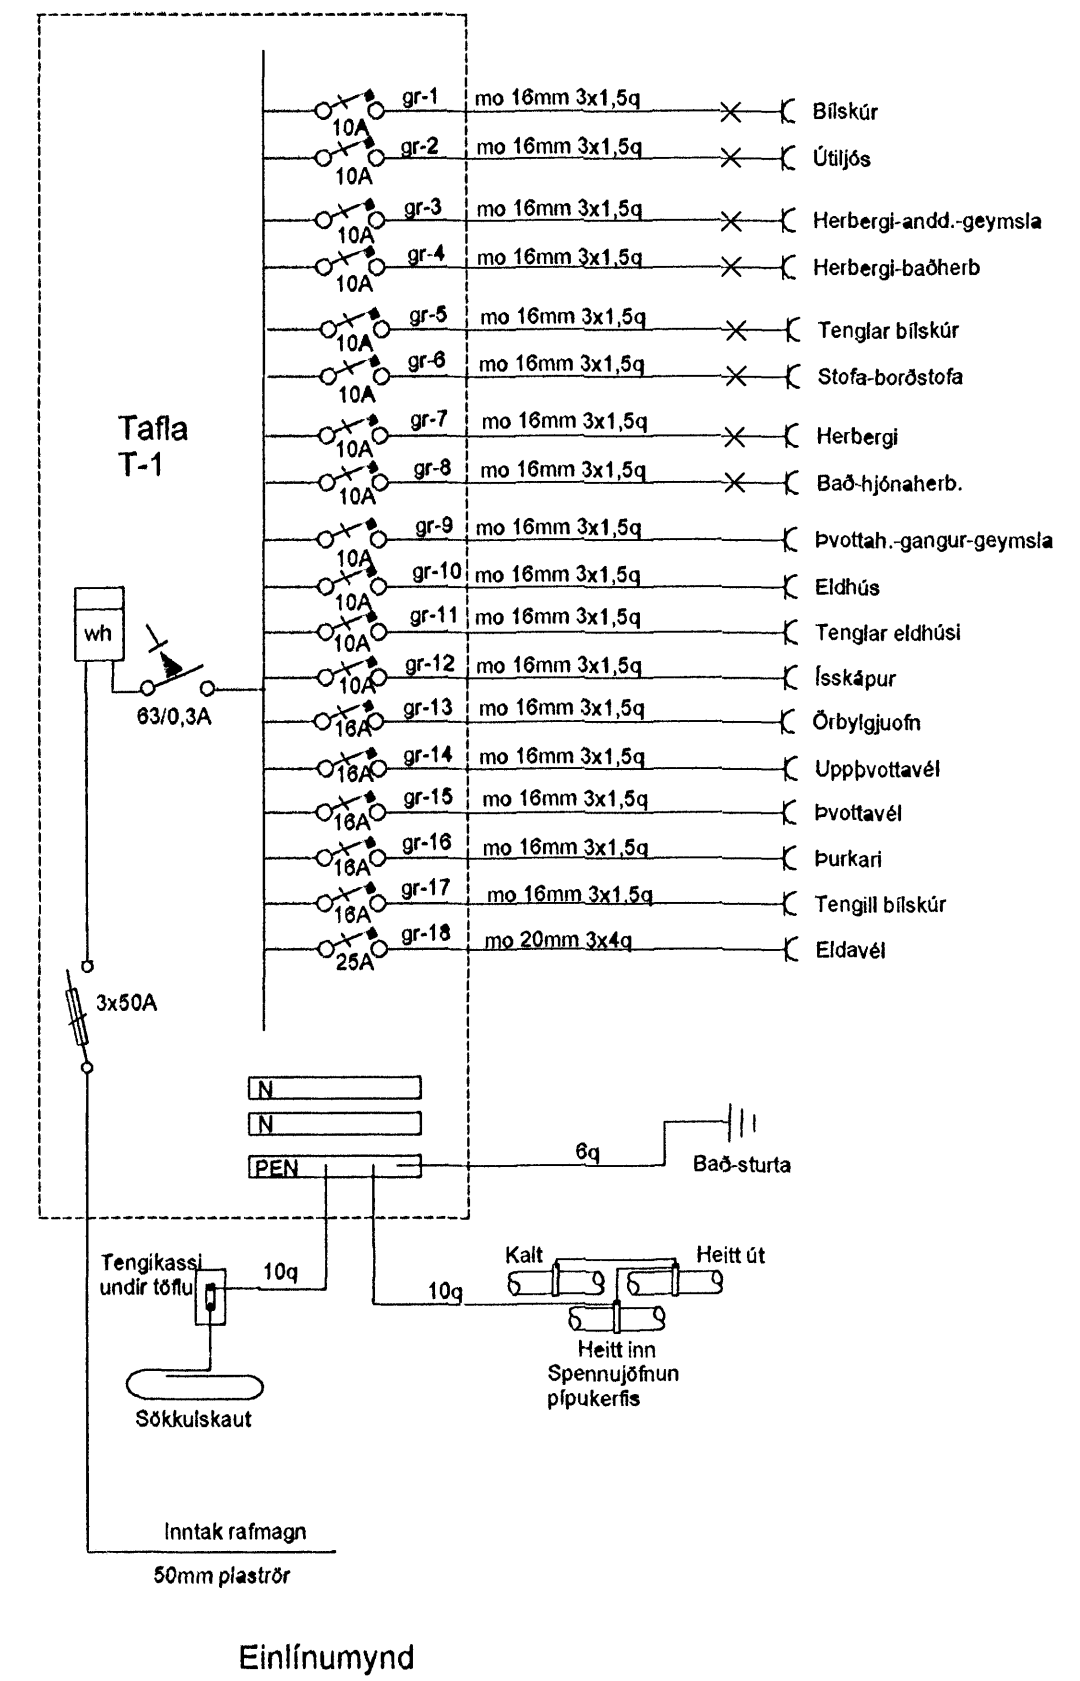 gr-1 mo 16mm 3x1,5q Bílskúr
10A
gr-2 mo 16mm 3x1,5q Útiljós
10A
gr-3 mo 16mm 3x1,5q Herbergi-andd.-geymsla
10A
gr-4 mo 16mm 3x1,5q Herbergi-baðherb
10A
gr-5 mo 16mm 3x1,5q Tenglar bílskúr
10A
gr-6 mo 16mm 3x1,5q Stofa-borðstofa
10A
Tafla
T-1
gr-7 mo 16mm 3x1,5q Herbergi
10A
gr-8 mo 16mm 3x1,5q Bað-hjónaherb.
10A
gr-9 mo 16mm 3x1,5q Þvottah.-gangur-geymsla
10A
gr-10 mo 16mm 3x1,5q Eldhús
10A
gr-11 mo 16mm 3x1,5q Tenglar eldhúsi
10A
wh
gr-12 mo 16mm 3x1,5q Ísskápur
10A
63/0,3A
gr-13 mo 16mm 3x1,5q Örbylgjuofn
16A
gr-14 mo 16mm 3x1,5q Uppþvottavél
16A
gr-15 mo 16mm 3x1,5q Þvottavél
16A
gr-16 mo 16mm 3x1,5q Þurkari
16A
gr-17 mo 16mm 3x1,5q Tengill bílskúr
16A
gr-18 mo 20mm 3x4q Eldavél
25A
3x50A
N
N
PEN
6q
Bað-sturta
Tengikassi
undir töflu
10q
10q
Kalt
Heitt út
Heitt inn
Spennujöfnun
pípukerfis
Sökkulskaut
Inntak rafmagn
50mm plaströr
Einlínumynd